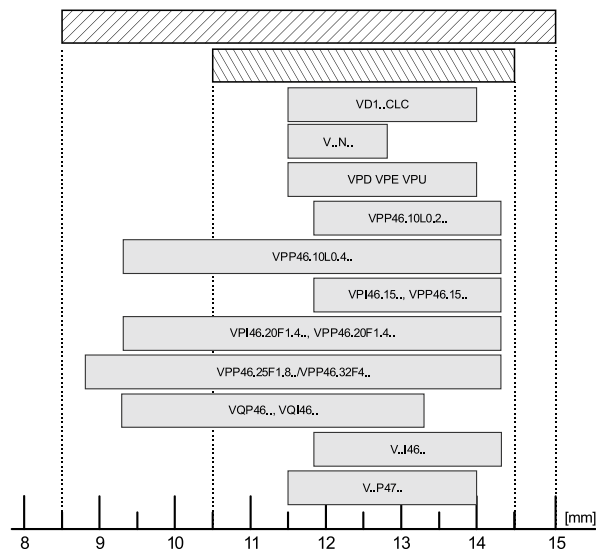 VD1..CLC
V..N..
VPD VPE VPU
VPP46.10L0.2..
VPP46.10L0.4..
VPI46.15.., VPP46.15..
VPI46.20F1.4.., VPP46.20F1.4..
VPP46.25F1.8../VPP46.32F4..
VQP46.., VQI46..
V..I46..
V..P47..
[mm]
8 9 10 11 12 13 14 15